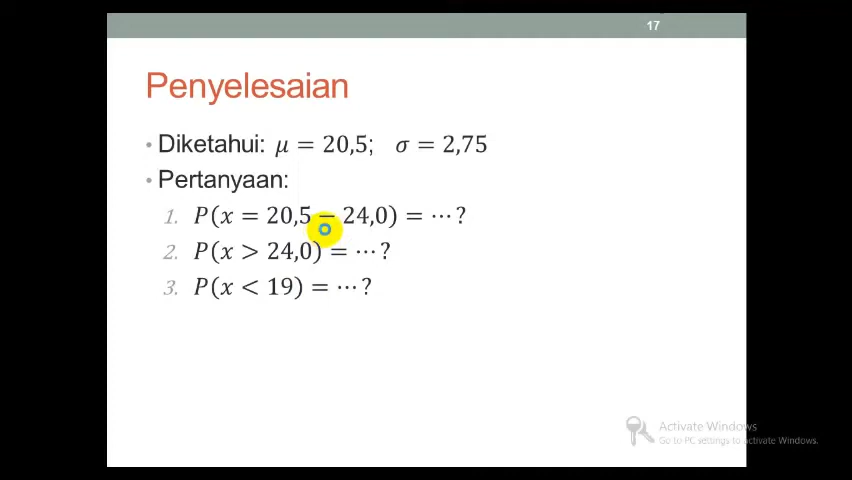 17
Penyelesaian
• Diketahui: μ = 20,5; σ = 2,75
• Pertanyaan:
1. P(x = 20,5 − 24,0) = ⋯ ?
2. P(x > 24,0) = ⋯ ?
3. P(x < 19) = ⋯ ?
Activate Windows
Go to PC settings to activate Windows.